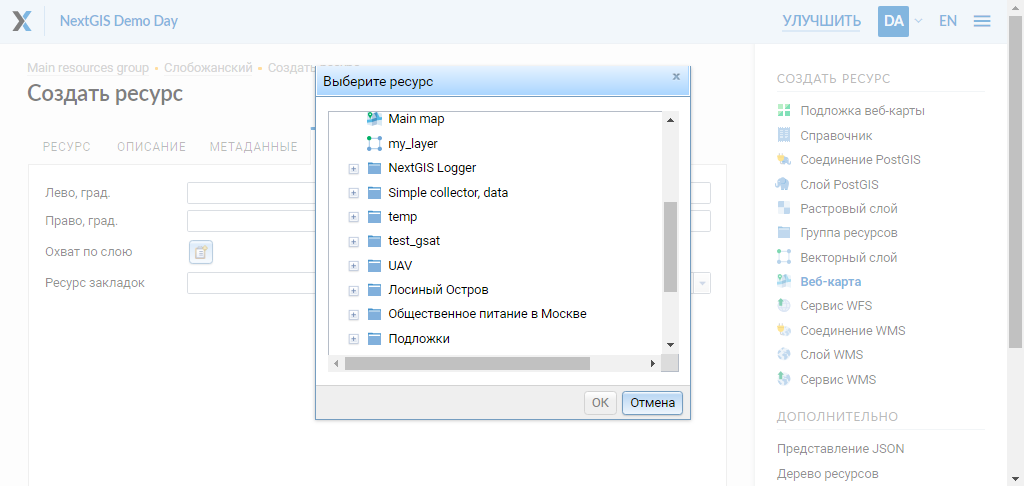 NextGIS Demo Day
УЛУЧШИТЬ
DA
EN
Main resources group • Слобожанский • Создать ресурс
Создать ресурс
РЕСУРС
ОПИСАНИЕ
МЕТАДАННЫЕ
Лево, град.
Право, град.
Охват по слою
Ресурс закладок
Выберите ресурс
Main map
my_layer
NextGIS Logger
Simple collector, data
temp
test_gsat
UAV
Лосиный Остров
Общественное питание в Москве
Подложки
ОК
Отмена
СОЗДАТЬ РЕСУРС
Подложка веб-карты
Справочник
Соединение PostGIS
Слой PostGIS
Растровый слой
Группа ресурсов
Векторный слой
Веб-карта
Сервис WFS
Соединение WMS
Слой WMS
Сервис WMS
ДОПОЛНИТЕЛЬНО
Представление JSON
Дерево ресурсов